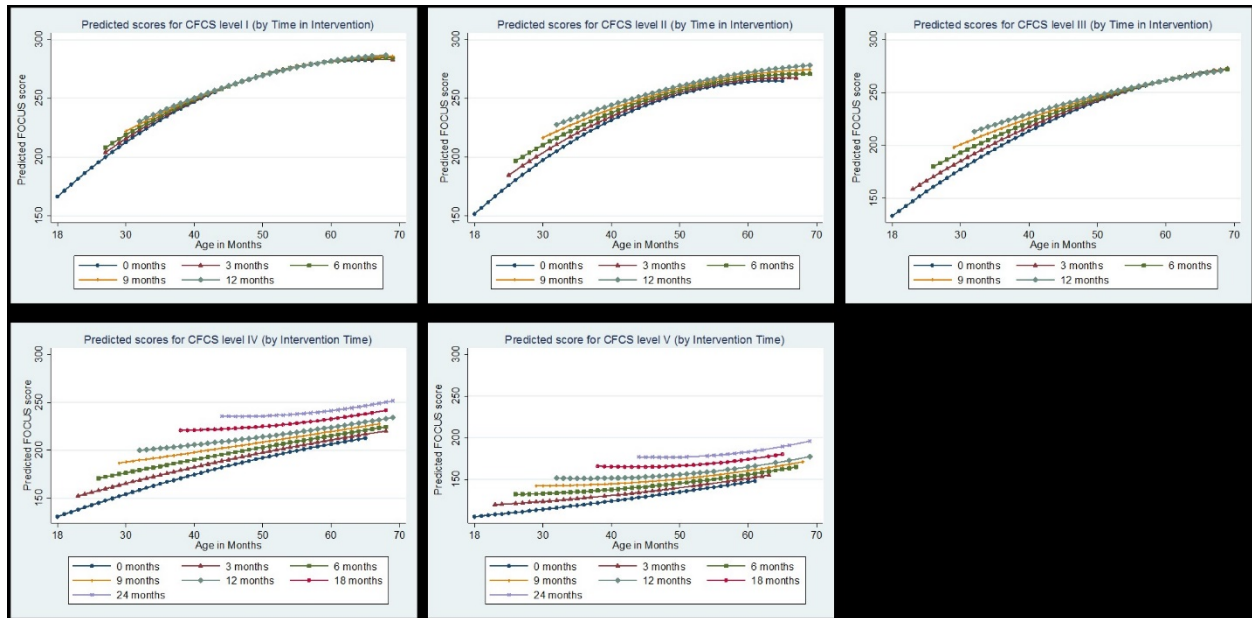 Predicted scores for CFCS level I (by Time in Intervention)
Predicted FOCUS score
300
250
200
150
18 30 40 50 60 70
Age in Months
0 months 3 months 6 months
9 months 12 months
Predicted scores for CFCS level II (by Time in Intervention)
Predicted FOCUS score
300
250
200
150
18 30 40 50 60 70
Age in Months
0 months 3 months 6 months
9 months 12 months
Predicted scores for CFCS level III (by Time in Intervention)
Predicted FOCUS score
300
250
200
150
18 30 40 50 60 70
Age in Months
0 months 3 months 6 months
9 months 12 months
Predicted scores for CFCS level IV (by Intervention Time)
Predicted FOCUS score
300
250
200
150
18 30 40 50 60 70
Age in Months
0 months 3 months 6 months
9 months 12 months 18 months
24 months
Predicted score for CFCS level V (by Intervention Time)
Predicted FOCUS score
300
250
200
150
18 30 40 50 60 70
Age in Months
0 months 3 months 6 months
9 months 12 months 18 months
24 months